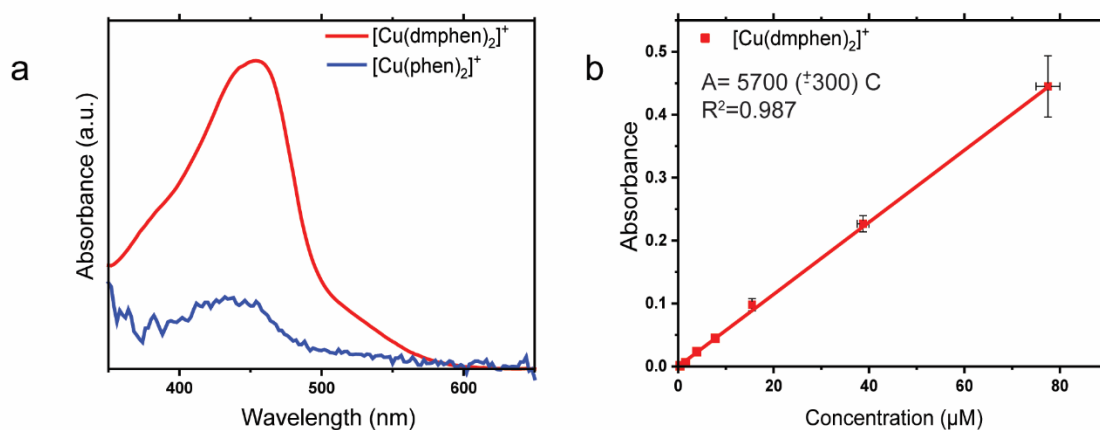 a
[Cu(dmphen)₂]⁺
[Cu(phen)₂]⁺
Absorbance (a.u.)
400
500
600
Wavelength (nm)
b
[Cu(dmphen)₂]⁺
A= 5700 (±300) C
R²=0.987
Absorbance
0.5
0.4
0.3
0.2
0.1
0.0
0
20
40
60
80
Concentration (µM)